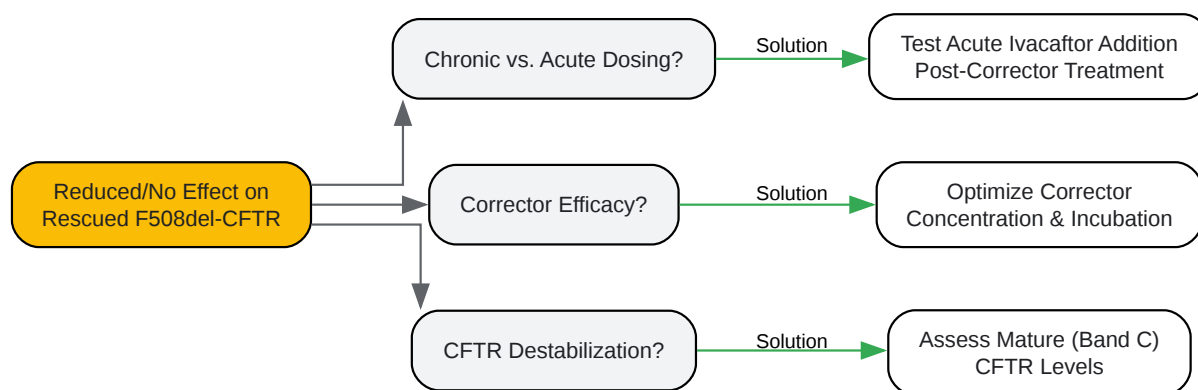 Reduced/No Effect on
Rescued F508del-CFTR
Chronic vs. Acute Dosing?
Solution
Test Acute Ivacaftor Addition
Post-Corrector Treatment
Corrector Efficacy?
Solution
Optimize Corrector
Concentration & Incubation
CFTR Destabilization?
Solution
Assess Mature (Band C)
CFTR Levels